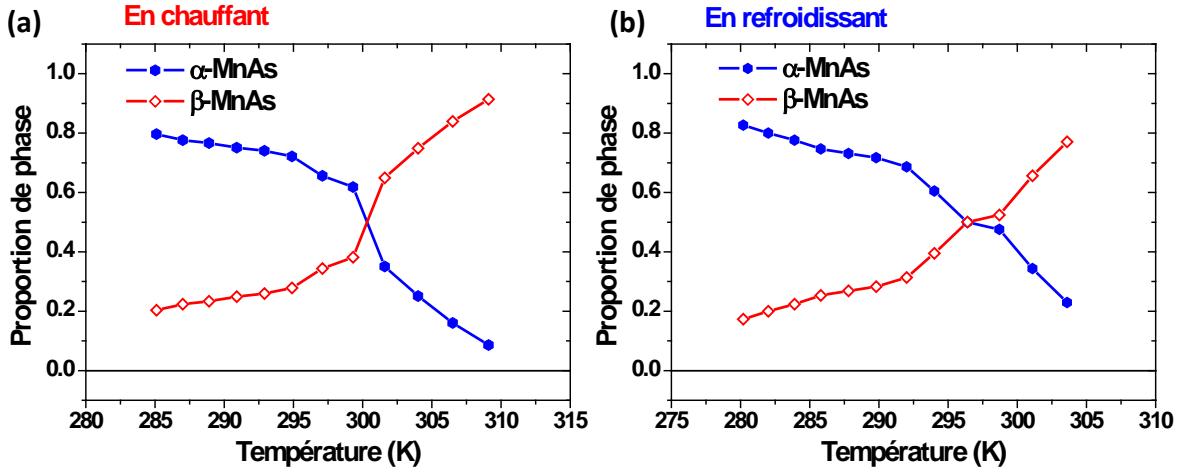 (a)
En chauffant
α-MnAs
β-MnAs
Proportion de phase
1.0
0.8
0.6
0.4
0.2
0.0
280 285 290 295 300 305 310 315
Température (K)
(b)
En refroidissant
α-MnAs
β-MnAs
Proportion de phase
1.0
0.8
0.6
0.4
0.2
0.0
275 280 285 290 295 300 305 310
Température (K)